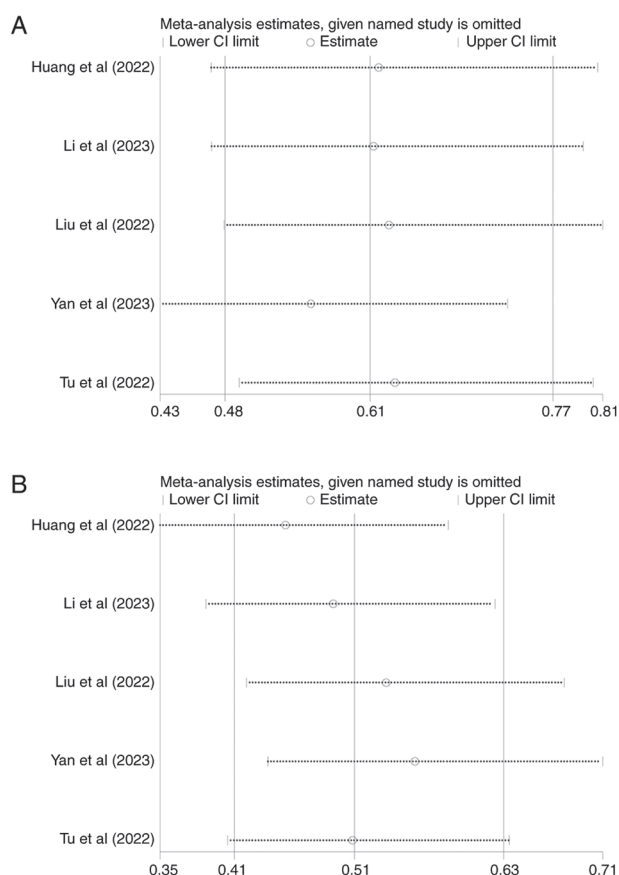 A
Meta-analysis estimates, given named study is omitted
Lower CI limit Estimate Upper CI limit
Huang et al (2022)
Li et al (2023)
Liu et al (2022)
Yan et al (2023)
Tu et al (2022)
0.43 0.48 0.61 0.77 0.81
B
Meta-analysis estimates, given named study is omitted
Lower CI limit Estimate Upper CI limit
Huang et al (2022)
Li et al (2023)
Liu et al (2022)
Yan et al (2023)
Tu et al (2022)
0.35 0.41 0.51 0.63 0.71